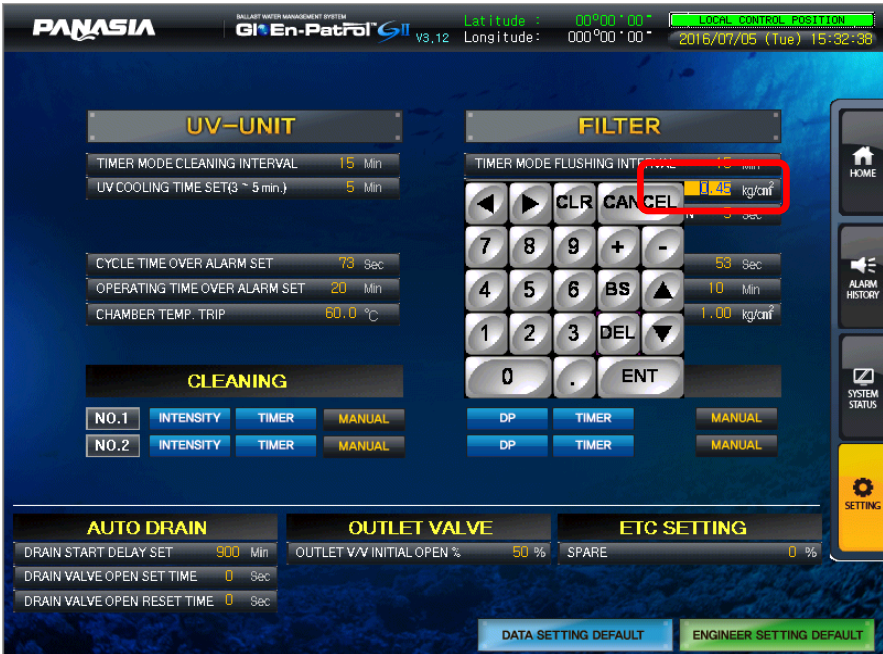 PANASIA
BALLAST WATER MANAGEMENT SYSTEM
GloEn-Patrol SII V3,12
Latitude : 00°00'00"
Longitude: 000°00'00"
LOCAL CONTROL POSITION
2016/07/05 (Tue) 15:32:38
UV-UNIT
TIMER MODE CLEANING INTERVAL 15 Min
UV COOLING TIME SET(3 ~ 5 min.) 5 Min
CYCLE TIME OVER ALARM SET 73 Sec
OPERATING TIME OVER ALARM SET 20 Min
CHAMBER TEMP. TRIP 60.0 ℃
FILTER
TIMER MODE FLUSHING INTERVAL 15 Min
0.45 kg/cm²
N 5 Sec
53 Sec
10 Min
1.00 kg/cm²
◀ ▶ CLR CANCEL
7 8 9 + -
4 5 6 BS ▲
1 2 3 DEL ▼
0 . ENT
CLEANING
NO.1 INTENSITY TIMER MANUAL
NO.2 INTENSITY TIMER MANUAL
DP TIMER MANUAL
DP TIMER MANUAL
AUTO DRAIN
DRAIN START DELAY SET 900 Min
DRAIN VALVE OPEN SET TIME 0 Sec
DRAIN VALVE OPEN RESET TIME 0 Sec
OUTLET VALVE
OUTLET V/V INITIAL OPEN % 50 %
ETC SETTING
SPARE 0 %
DATA SETTING DEFAULT
ENGINEER SETTING DEFAULT
HOME
ALARM
HISTORY
SYSTEM
STATUS
SETTING